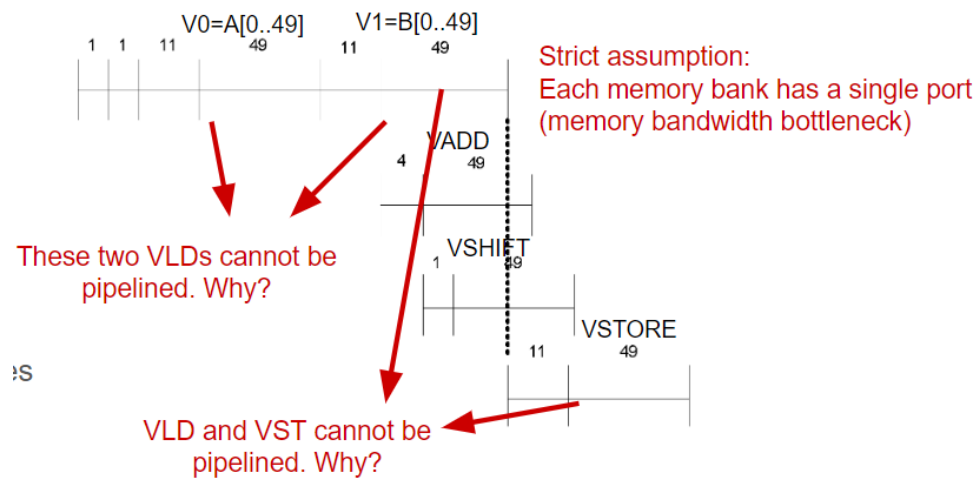 V0=A[0..49]
V1=B[0..49]
1 1 11 49 11 49
Strict assumption:
Each memory bank has a single port
(memory bandwidth bottleneck)
VADD
4 49
These two VLDs cannot be
pipelined. Why?
VSHIFT
1 49
VSTORE
11 49
es
VLD and VST cannot be
pipelined. Why?